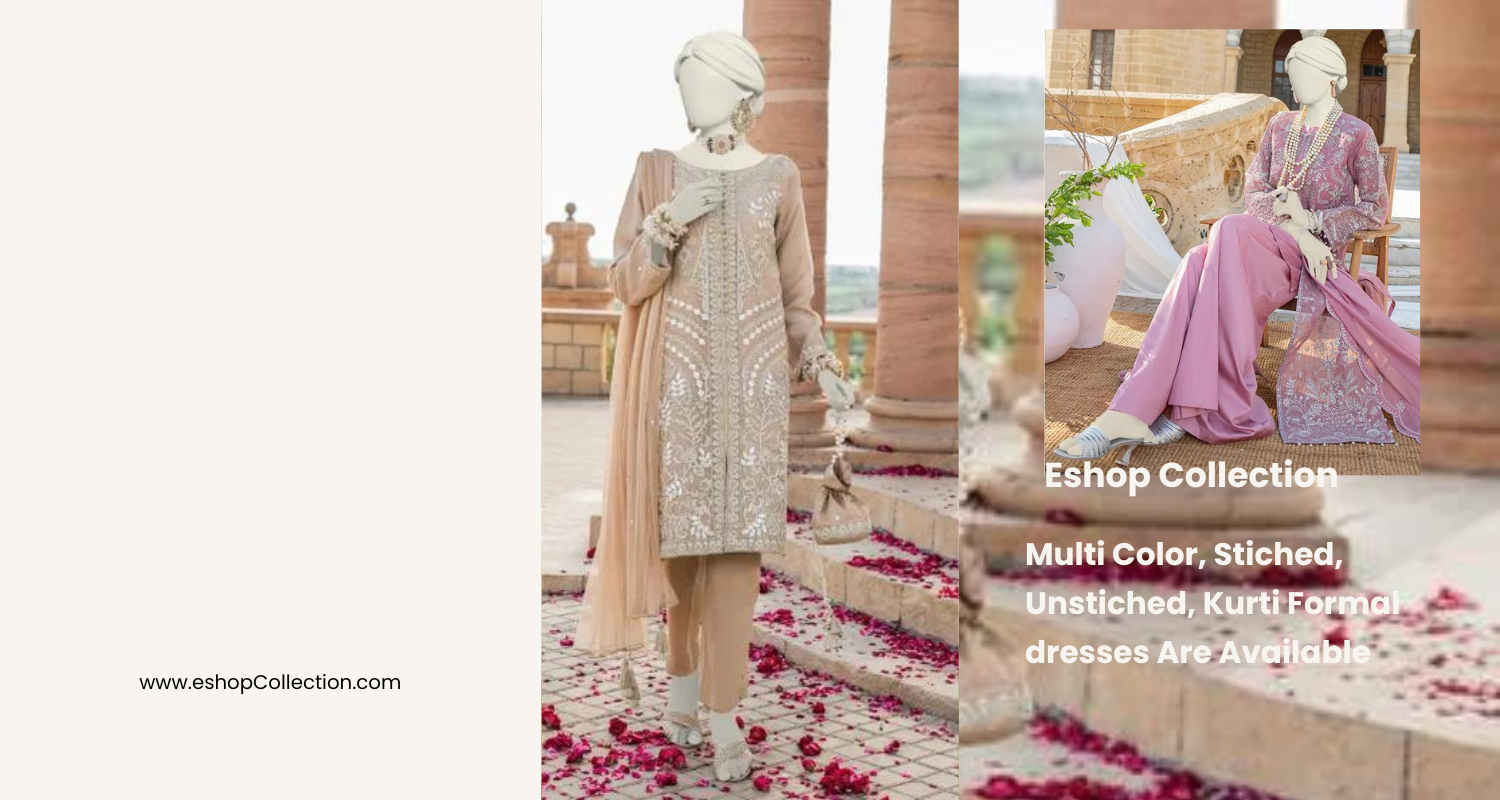 www.eshopCollection.com
Eshop Collection
Multi Color, Stiched,
Unstiched, Kurti Formal
dresses Are Available